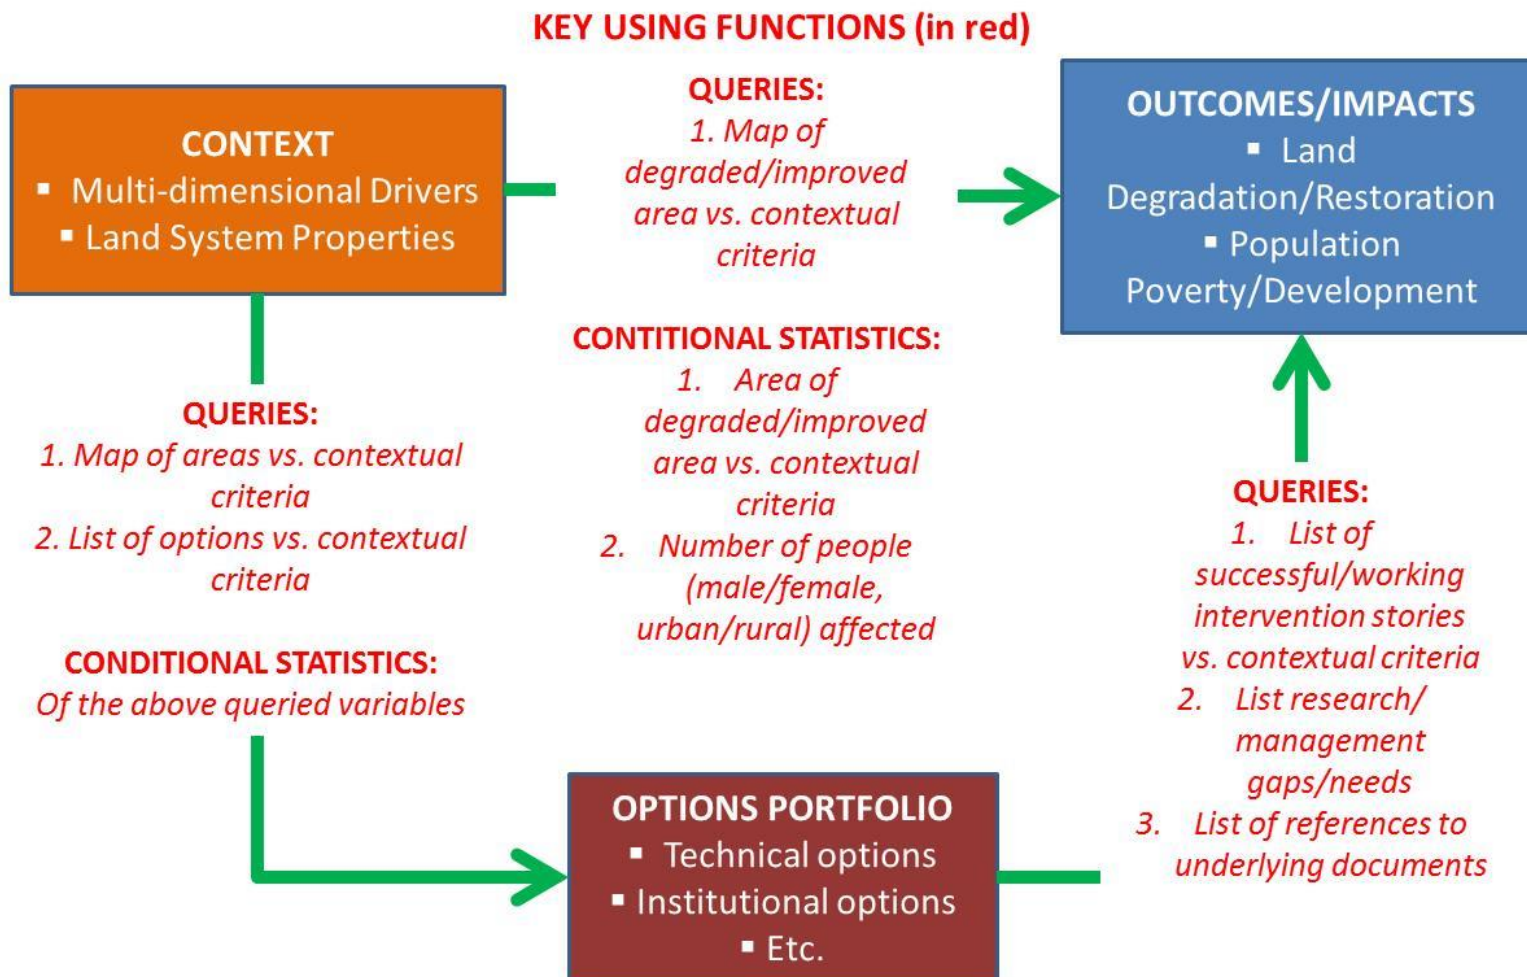 KEY USING FUNCTIONS (in red)
CONTEXT
▪ Multi-dimensional Drivers
▪ Land System Properties
QUERIES:
1. Map of
degraded/improved
area vs. contextual
criteria
OUTCOMES/IMPACTS
▪ Land
Degradation/Restoration
▪ Population
Poverty/Development
CONTITIONAL STATISTICS:
1. Area of
degraded/improved
area vs. contextual
criteria
2. Number of people
(male/female,
urban/rural) affected
QUERIES:
1. Map of areas vs. contextual
criteria
2. List of options vs. contextual
criteria
CONDITIONAL STATISTICS:
Of the above queried variables
QUERIES:
1. List of
successful/working
intervention stories
vs. contextual criteria
2. List research/
management
gaps/needs
3. List of references to
underlying documents
OPTIONS PORTFOLIO
▪ Technical options
▪ Institutional options
▪ Etc.